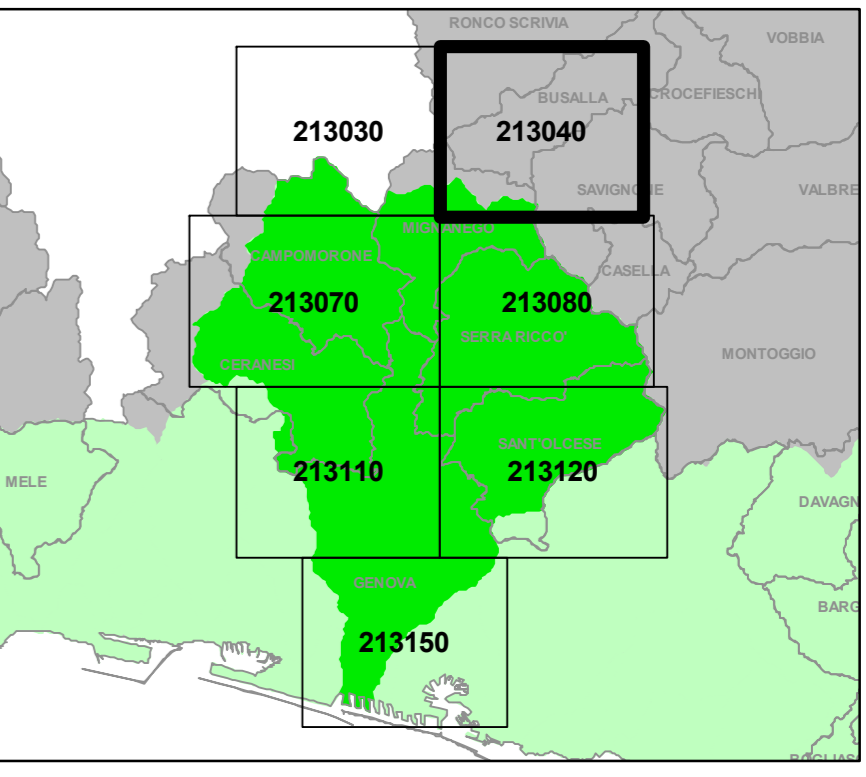 RONCO SCRIVIA
VOBBIA
BUSALLA
CROCEFIESCHI
213030
213040
SAVIGNONE
VALBRE
MIGNANEGO
CAMPOMORONE
CASELLA
213070
213080
SERRA RICCO'
MONTOGGIO
CERANESI
SANT'OLCESE
213110
213120
MELE
DAVAGN
GENOVA
BARG
213150
BOGLIAS